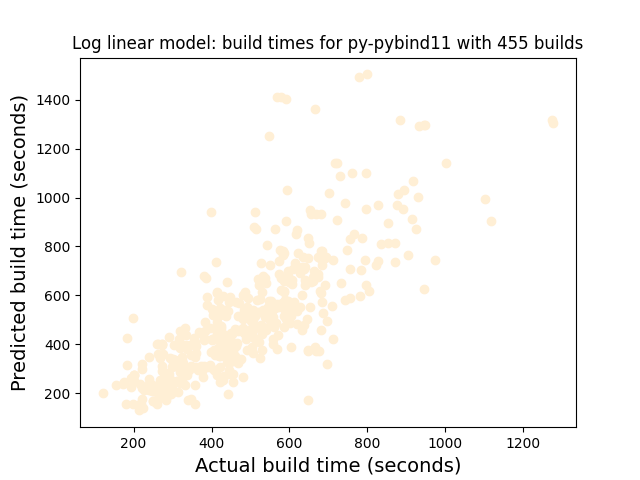 Log linear model: build times for py-pybind11 with 455 builds
Predicted build time (seconds)
1400
1200
1000
800
600
400
200
200 400 600 800 1000 1200
Actual build time (seconds)